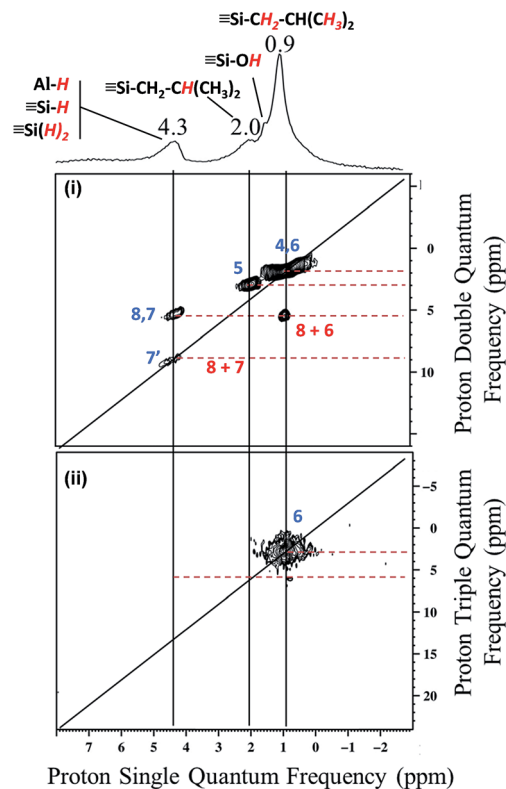 ≡Si-CH2-CH(CH3)2
0.9
≡Si-OH
Al-H
≡Si-H
≡Si(H)2
≡Si-CH2-CH(CH3)2
4.3
2.0
(i)
4,6
5
8,7
8 + 6
7'
8 + 7
0
5
10
Proton Double Quantum
Frequency (ppm)
(ii)
6
−5
0
5
10
15
20
Proton Triple Quantum
Frequency (ppm)
7 6 5 4 3 2 1 0 −1 −2
Proton Single Quantum Frequency (ppm)